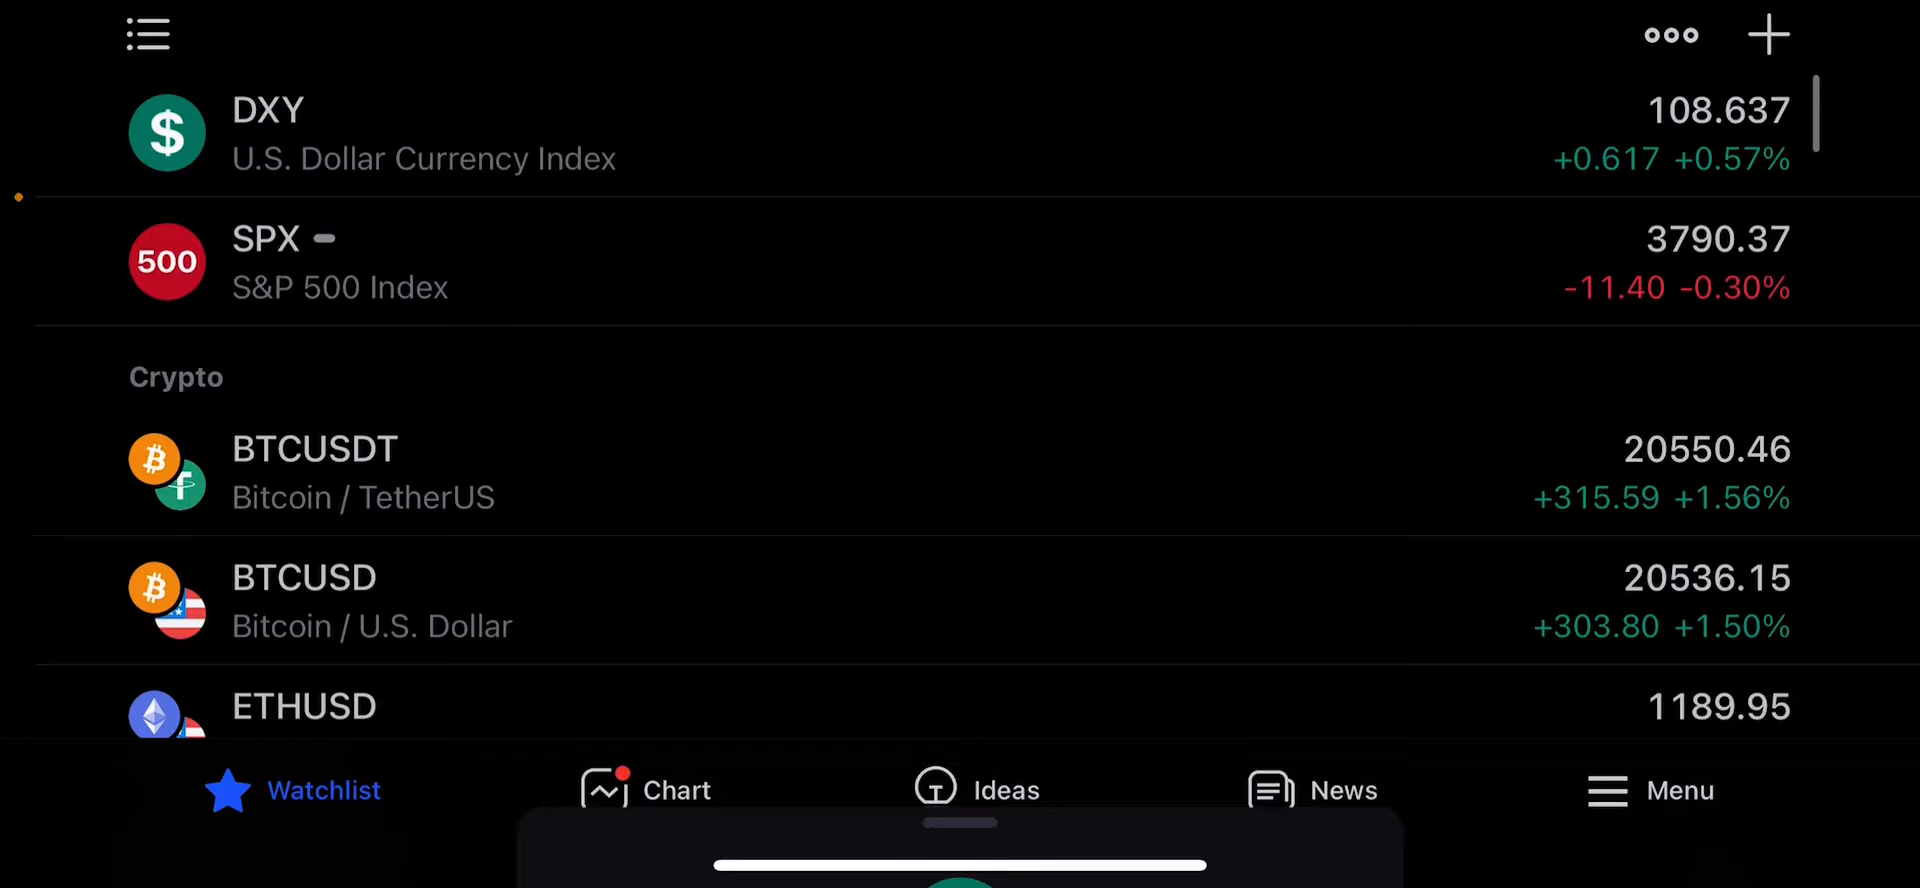 DXY
108.637
U.S. Dollar Currency Index
+0.617 +0.57%
500
SPX
3790.37
S&P 500 Index
-11.40 -0.30%
Crypto
BTCUSDT
20550.46
Bitcoin / TetherUS
+315.59 +1.56%
BTCUSD
20536.15
Bitcoin / U.S. Dollar
+303.80 +1.50%
ETHUSD
1189.95
Watchlist
Chart
Ideas
News
Menu